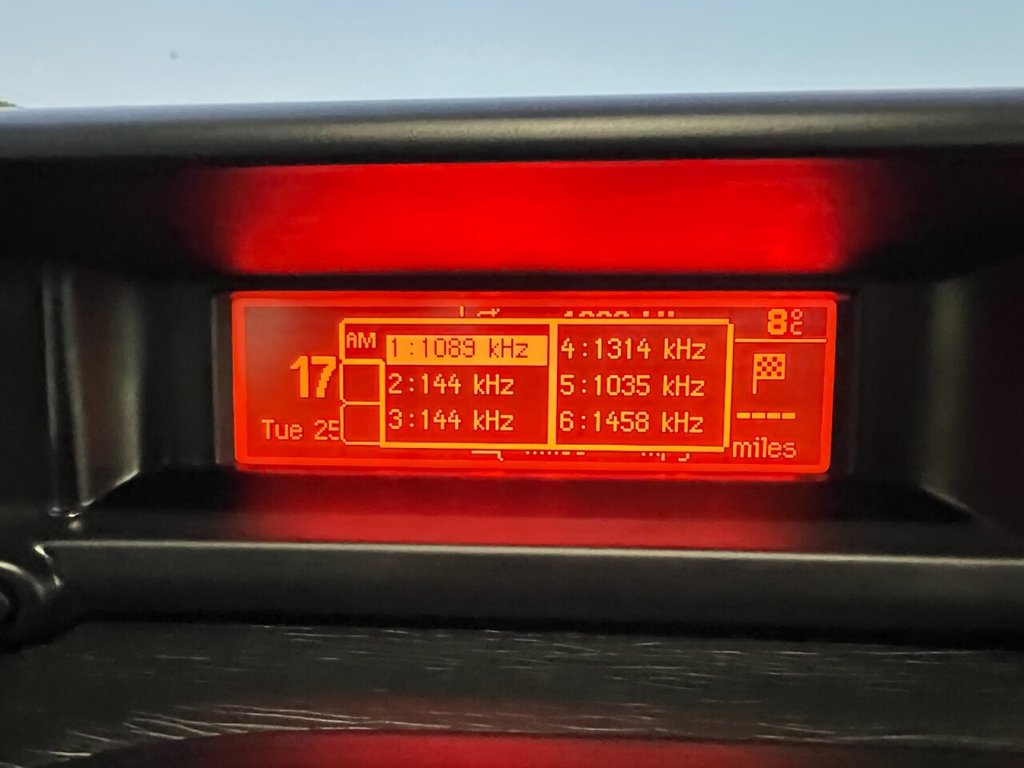 8°C
AM
1:1089 kHz
4:1314 kHz
17
2:144 kHz
5:1035 kHz
Tue 25
3:144 kHz
6:1458 kHz
----
miles